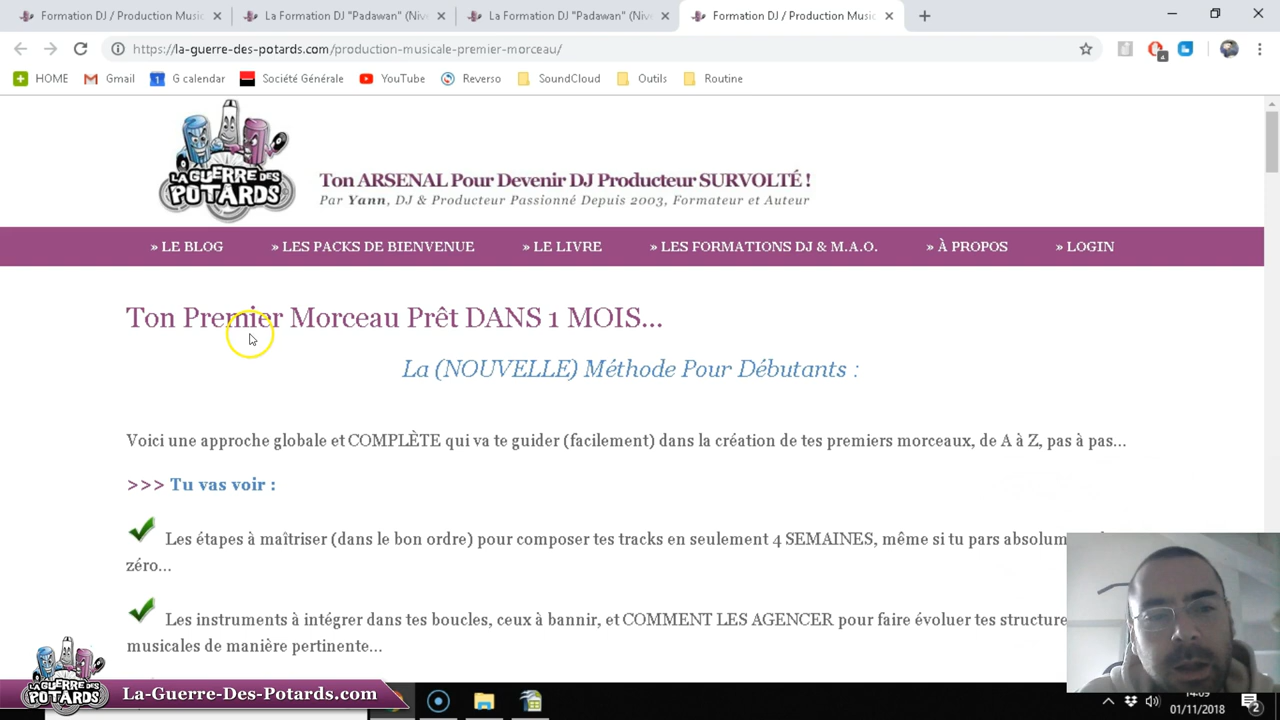 Formation DJ / Production Music
La Formation DJ "Padawan" (Niv
La Formation DJ "Padawan" (Niv
Formation DJ / Production Music
https://la-guerre-des-potards.com/production-musicale-premier-morceau/
HOME
Gmail
G calendar
Société Générale
YouTube
Reverso
SoundCloud
Outils
Routine
LA GUERRE DES
POTARDS
Ton ARSENAL Pour Devenir DJ Producteur SURVOLTÉ !
Par Yann, DJ & Producteur Passionné Depuis 2003, Formateur et Auteur
» LE BLOG
» LES PACKS DE BIENVENUE
» LE LIVRE
» LES FORMATIONS DJ & M.A.O.
» À PROPOS
» LOGIN
Ton Premier Morceau Prêt DANS 1 MOIS...
La (NOUVELLE) Méthode Pour Débutants :
Voici une approche globale et COMPLÈTE qui va te guider (facilement) dans la création de tes premiers morceaux, de A à Z, pas à pas...
>>> Tu vas voir :
Les étapes à maîtriser (dans le bon ordre) pour composer tes tracks en seulement 4 SEMAINES, même si tu pars absolum
zéro...
Les instruments à intégrer dans tes boucles, ceux à bannir, et COMMENT LES AGENCER pour faire évoluer tes structure
musicales de manière pertinente...
LA GUERRE DES
POTARDS
La-Guerre-Des-Potards.com
14:09
01/11/2018
2